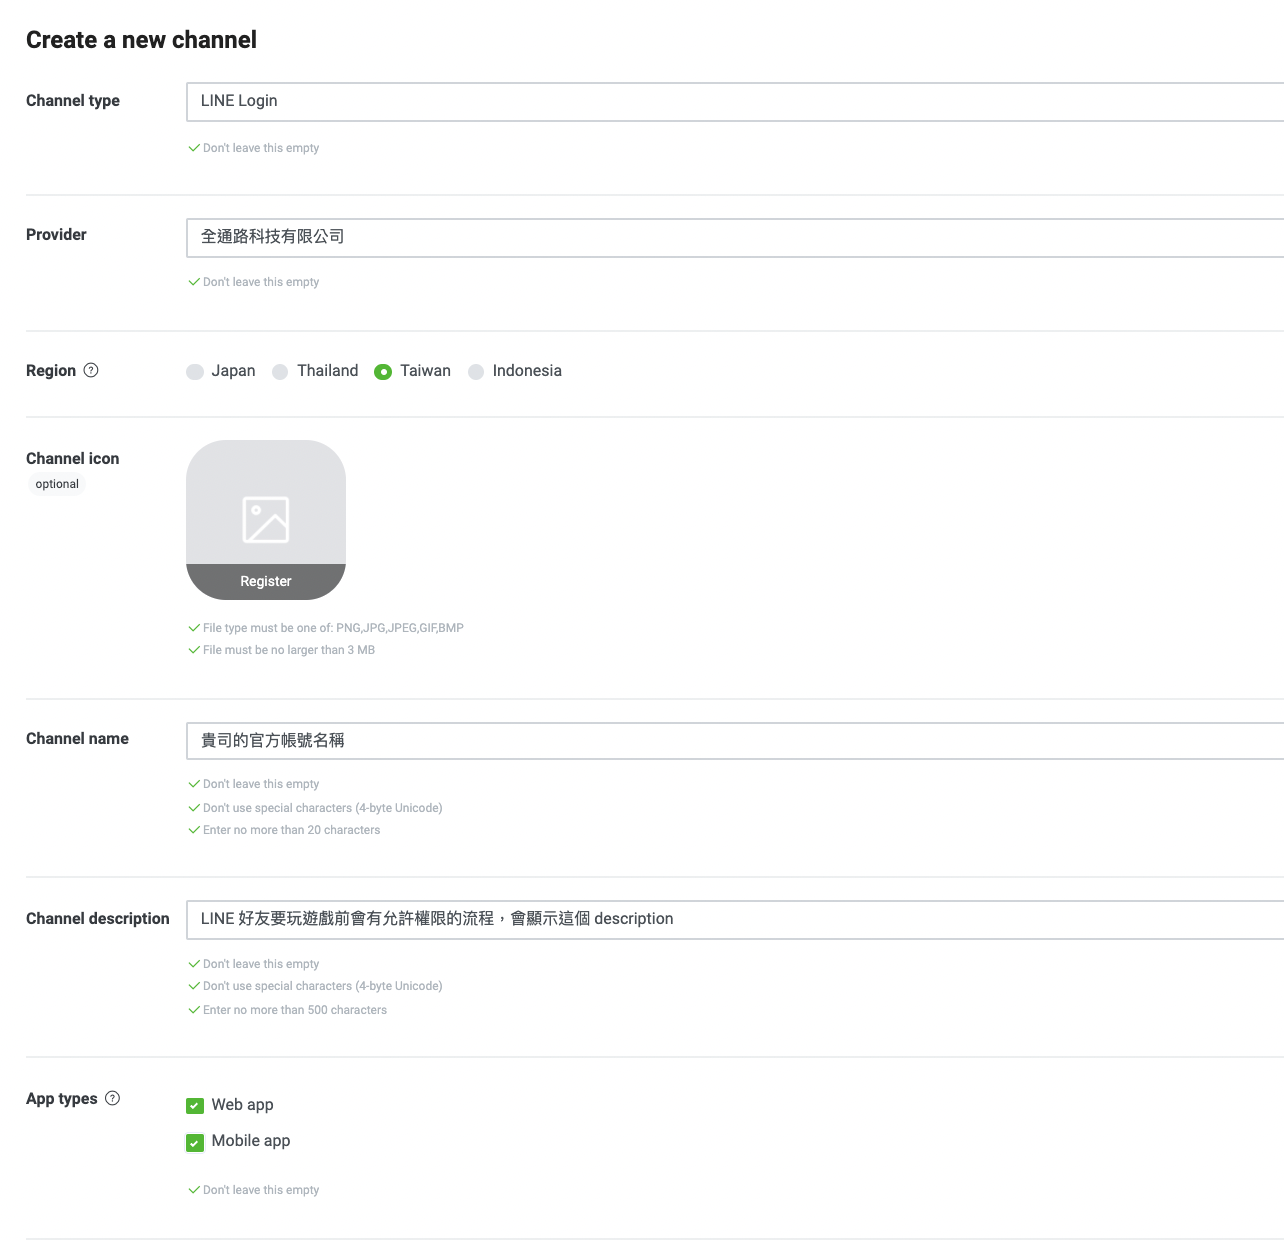 Create a new channel
Channel type
LINE Login
Don't leave this empty
Provider
全通路科技有限公司
Don't leave this empty
Region ?
Japan Thailand Taiwan Indonesia
Channel icon
optional
Register
File type must be one of: PNG,JPG,JPEG,GIF,BMP
File must be no larger than 3 MB
Channel name
貴司的官方帳號名稱
Don't leave this empty
Don't use special characters (4-byte Unicode)
Enter no more than 20 characters
Channel description
LINE 好友要玩遊戲前會有允許權限的流程，會顯示這個 description
Don't leave this empty
Don't use special characters (4-byte Unicode)
Enter no more than 500 characters
App types ?
Web app
Mobile app
Don't leave this empty